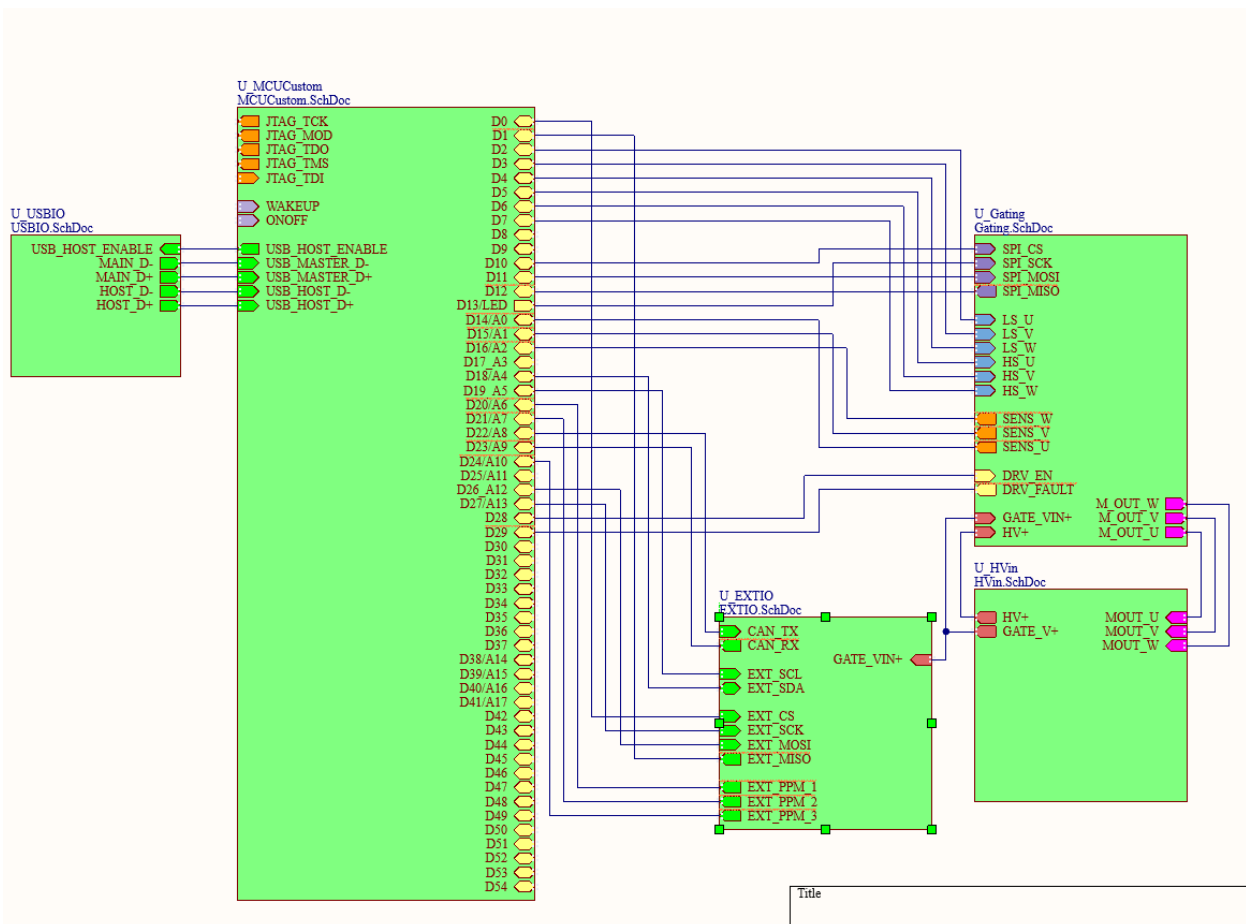 U_MCUCustom
MCUCustom.SchDoc
JTAG_TCK
JTAG_MOD
JTAG_TDO
JTAG_TMS
JTAG_TDI
WAKEUP
ONOFF
USB_HOST_ENABLE
USB_MASTER_D-
USB_MASTER_D+
USB_HOST_D-
USB_HOST_D+
D0
D1
D2
D3
D4
D5
D6
D7
D8
D9
D10
D11
D12
D13/LED
D14/A0
D15/A1
D16/A2
D17_A3
D18/A4
D19_A5
D20/A6
D21/A7
D22/A8
D23/A9
D24/A10
D25/A11
D26_A12
D27/A13
D28
D29
D30
D31
D32
D33
D34
D35
D36
D37
D38/A14
D39/A15
D40/A16
D41/A17
D42
D43
D44
D45
D46
D47
D48
D49
D50
D51
D52
D53
D54
U_USBIO
USBIO.SchDoc
USB_HOST_ENABLE
MAIN_D-
MAIN_D+
HOST_D-
HOST_D+
U_Gating
Gating.SchDoc
SPI_CS
SPI_SCK
SPI_MOSI
SPI_MISO
LS_U
LS_V
LS_W
HS_U
HS_V
HS_W
SENS_W
SENS_V
SENS_U
DRV_EN
DRV_FAULT
GATE_VIN+
HV+
M_OUT_W
M_OUT_V
M_OUT_U
U_HVin
HVin.SchDoc
HV+
GATE_V+
MOUT_U
MOUT_V
MOUT_W
U_EXTIO
EXTIO.SchDoc
CAN_TX
CAN_RX
EXT_SCL
EXT_SDA
EXT_CS
EXT_SCK
EXT_MOSI
EXT_MISO
EXT_PPM_1
EXT_PPM_2
EXT_PPM_3
GATE_VIN+
Title